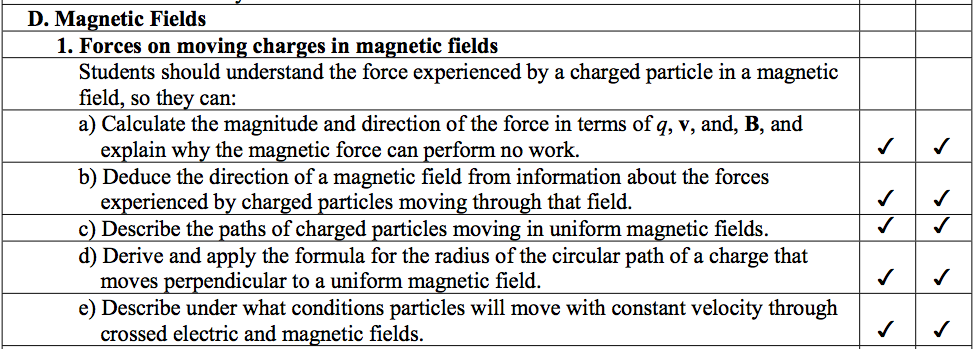 D. Magnetic Fields
1. Forces on moving charges in magnetic fields
Students should understand the force experienced by a charged particle in a magnetic
field, so they can:
a) Calculate the magnitude and direction of the force in terms of q, v, and, B, and
explain why the magnetic force can perform no work.
✓ ✓
b) Deduce the direction of a magnetic field from information about the forces
experienced by charged particles moving through that field.
✓ ✓
c) Describe the paths of charged particles moving in uniform magnetic fields.
✓ ✓
d) Derive and apply the formula for the radius of the circular path of a charge that
moves perpendicular to a uniform magnetic field.
✓ ✓
e) Describe under what conditions particles will move with constant velocity through
crossed electric and magnetic fields.
✓ ✓